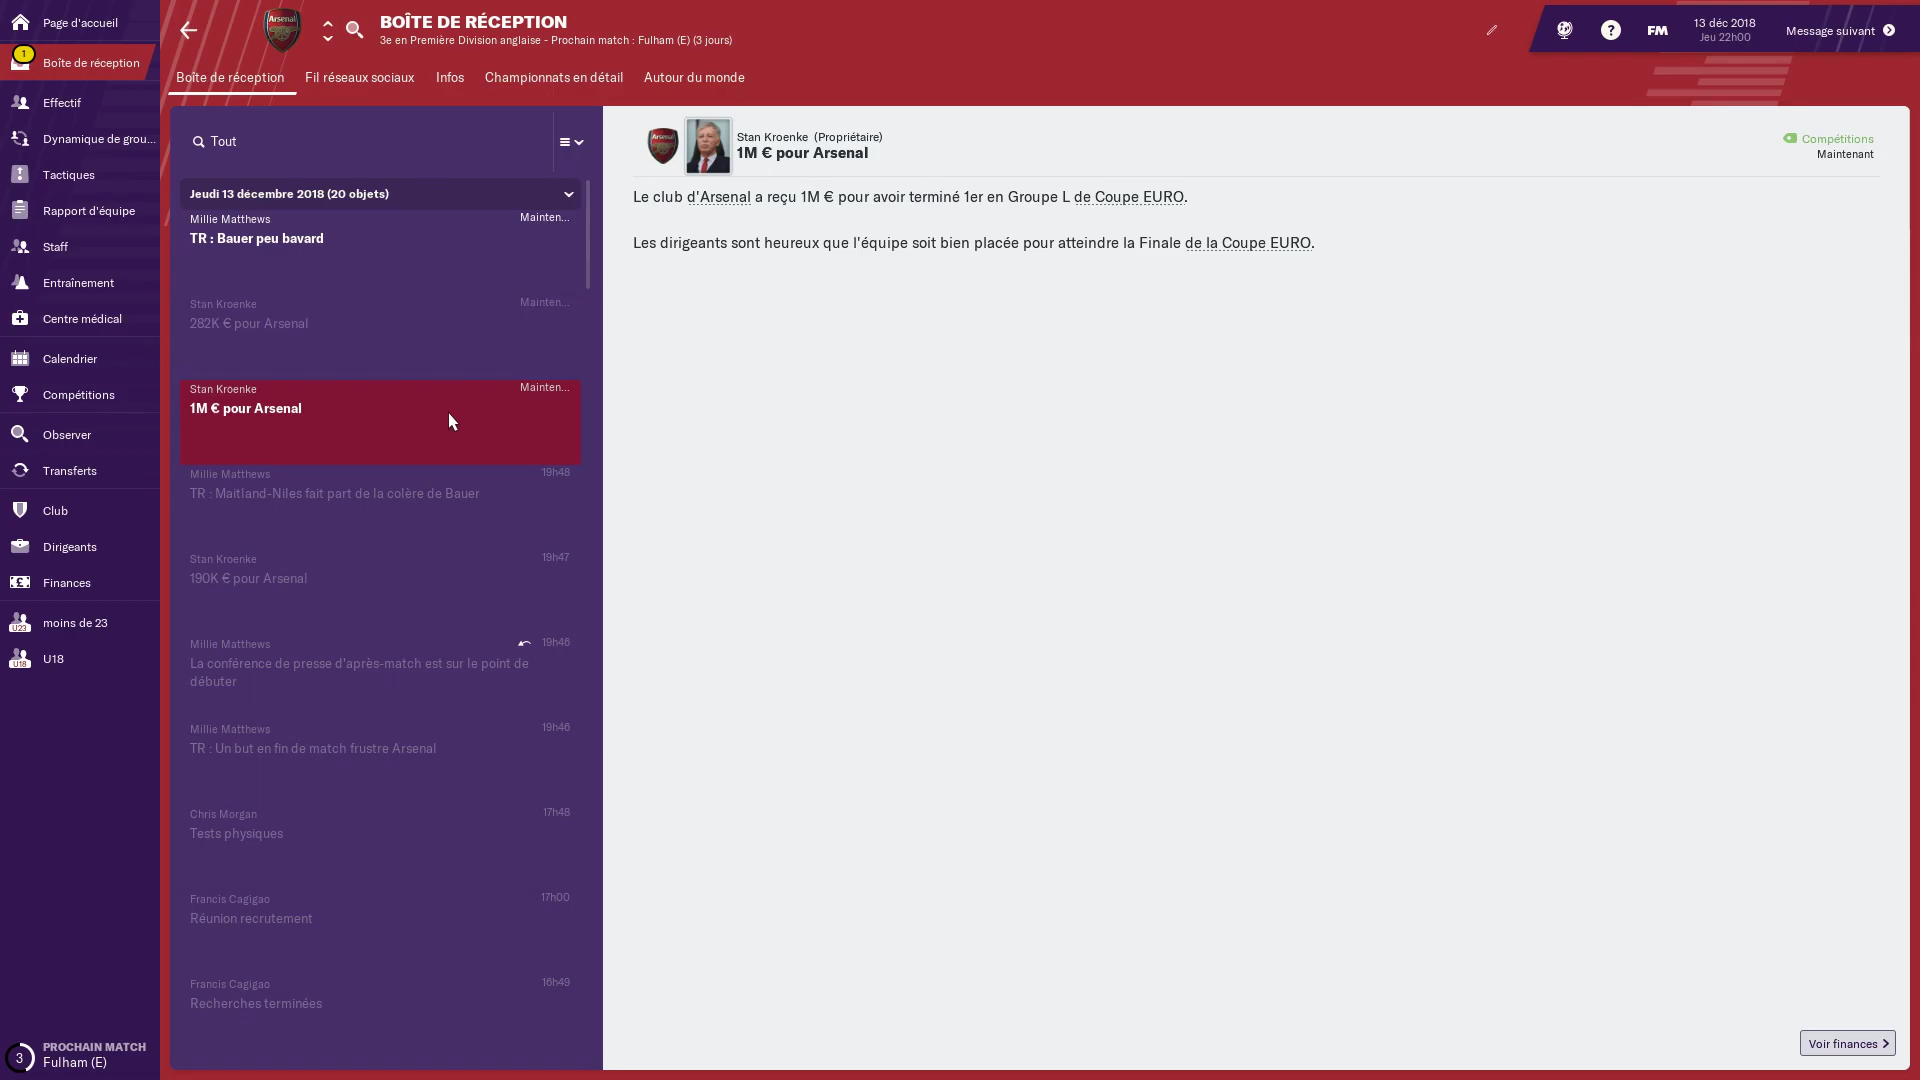 Page d'accueil
1
Boîte de réception
Effectif
Dynamique de grou...
Tactiques
Rapport d'équipe
Staff
Entraînement
Centre médical
Calendrier
Compétitions
Observer
Transferts
Club
Dirigeants
Finances
U23
moins de 23
U18
U18
3
PROCHAIN MATCH
Fulham (E)
Arsenal
BOÎTE DE RÉCEPTION
3e en Première Division anglaise - Prochain match : Fulham (E) (3 jours)
?
FM
13 déc 2018
Jeu 22h00
Message suivant
Boîte de réception
Fil réseaux sociaux
Infos
Championnats en détail
Autour du monde
Tout
Jeudi 13 décembre 2018 (20 objets)
Millie Matthews
Mainten...
TR : Bauer peu bavard
Stan Kroenke
Mainten...
282K € pour Arsenal
Stan Kroenke
Mainten...
1M € pour Arsenal
Millie Matthews
19h48
TR : Maitland-Niles fait part de la colère de Bauer
Stan Kroenke
19h47
190K € pour Arsenal
Millie Matthews
19h46
La conférence de presse d'après-match est sur le point de
débuter
Millie Matthews
19h46
TR : Un but en fin de match frustre Arsenal
Chris Morgan
17h48
Tests physiques
Francis Cagigao
17h00
Réunion recrutement
Francis Cagigao
16h49
Recherches terminées
Arsenal
Stan Kroenke (Propriétaire)
1M € pour Arsenal
Compétitions
Maintenant
Le club d'Arsenal a reçu 1M € pour avoir terminé 1er en Groupe L de Coupe EURO.
Les dirigeants sont heureux que l'équipe soit bien placée pour atteindre la Finale de la Coupe EURO.
Voir finances